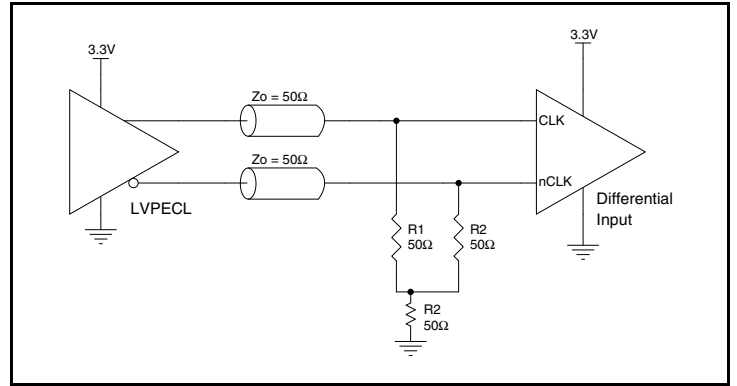 3.3V
3.3V
Zo = 50Ω
CLK
Zo = 50Ω
nCLK
LVPECL
Differential
Input
R1
50Ω
R2
50Ω
R2
50Ω